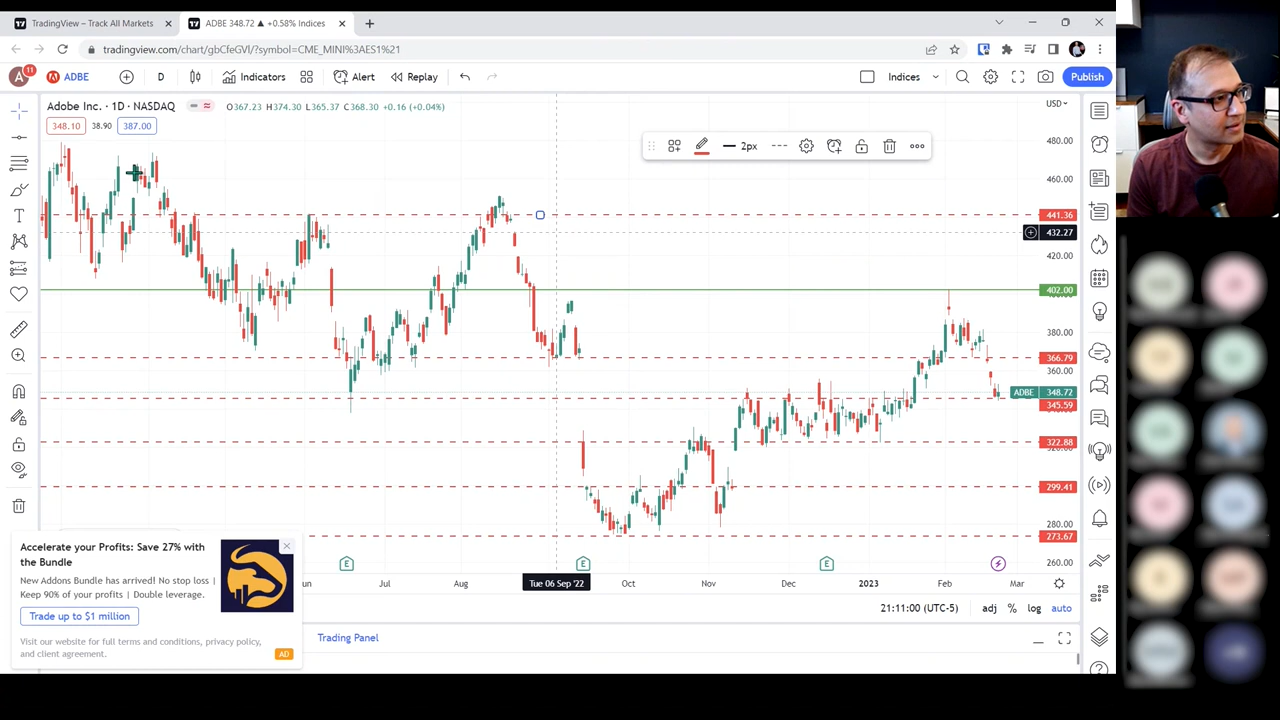 TradingView – Track All Markets
ADBE 348.72 ▲ +0.58% Indices
tradingview.com/chart/gbCfeGVl/?symbol=CME_MINI%3AES1%21
A 11 ADBE D Indicators Alert Replay Indices Publish
Adobe Inc. · 1D · NASDAQ O367.23 H374.30 L365.37 C368.30 +0.16 (+0.04%)
USD
348.10 38.90 387.00
2px
480.00
460.00
441.36
432.27
420.00
402.00
380.00
366.79
360.00
ADBE 348.72
345.59
322.88
299.41
280.00
273.67
260.00
E E E
Jul Aug Tue 06 Sep '22 Oct Nov Dec 2023 Feb Mar
21:11:00 (UTC-5) adj % log auto
Trading Panel
Accelerate your Profits: Save 27% with
the Bundle
New Addons Bundle has arrived! No stop loss |
Keep 90% of your profits | Double leverage.
Trade up to $1 million
Visit our website for full terms and conditions, privacy policy,
and client agreement.
AD